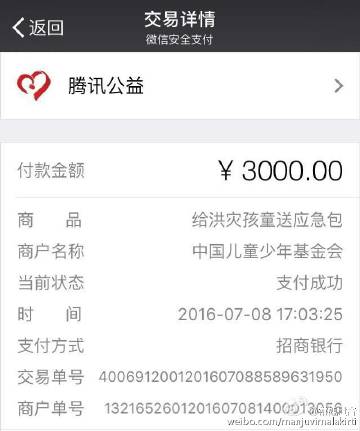 返回
交易详情
微信安全支付
腾讯公益
付款金额 ¥ 3000.00
商 品 给洪灾孩童送应急包
商户名称 中国儿童少年基金会
当前状态 支付成功
时 间 2016-07-08 17:03:25
支付方式 招商银行
交易单号 4006912001201607088589631950
商户单号 1321652601201607081400013056
weibo.com/manjuvimalakirti